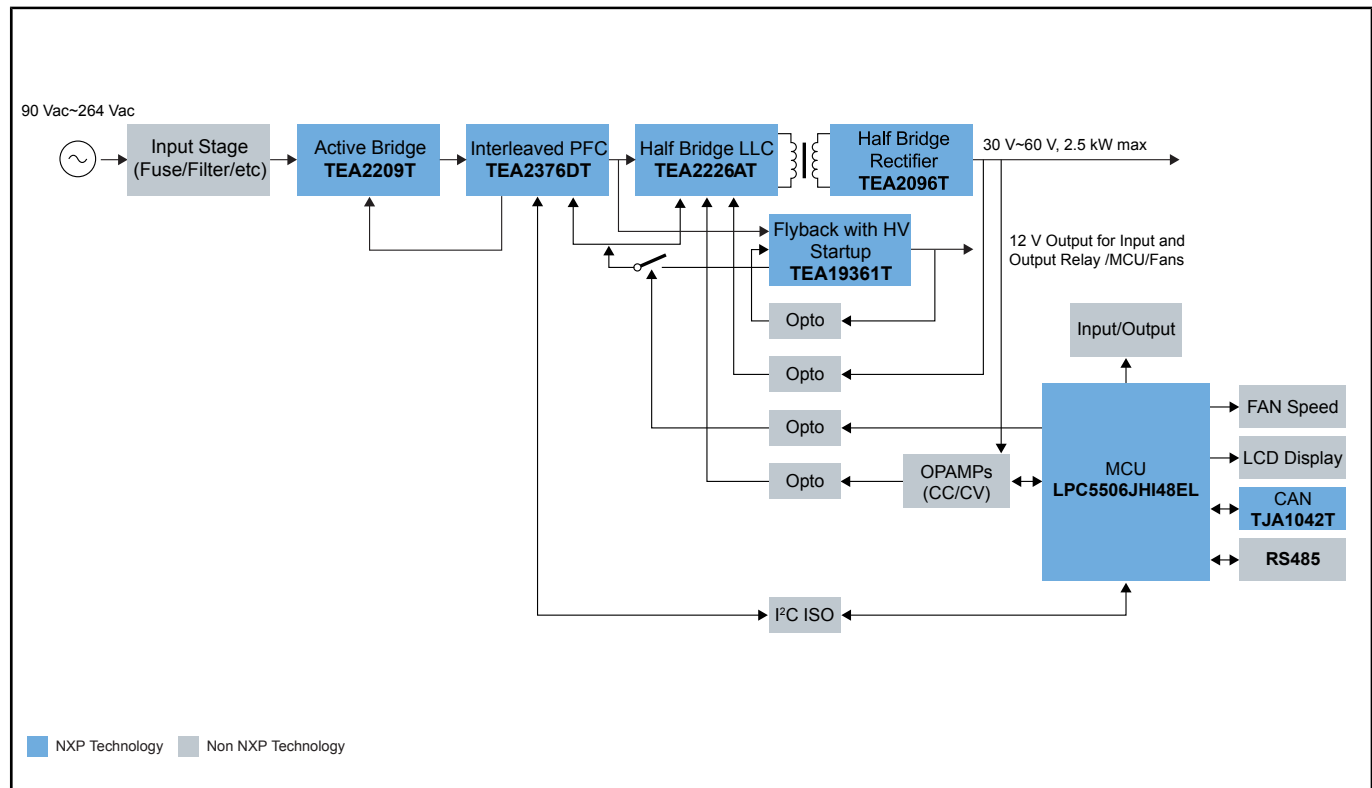 90 Vac~264 Vac
Input Stage
(Fuse/Filter/etc)
Active Bridge
TEA2209T
Interleaved PFC
TEA2376DT
Half Bridge LLC
TEA2226AT
Half Bridge
Rectifier
TEA2096T
30 V~60 V, 2.5 kW max
Flyback with HV
Startup
TEA19361T
12 V Output for Input and
Output Relay /MCU/Fans
Opto
Opto
Opto
Opto
OPAMPs
(CC/CV)
Input/Output
MCU
LPC5506JHI48EL
FAN Speed
LCD Display
CAN
TJA1042T
RS485
I²C ISO
NXP Technology
Non NXP Technology